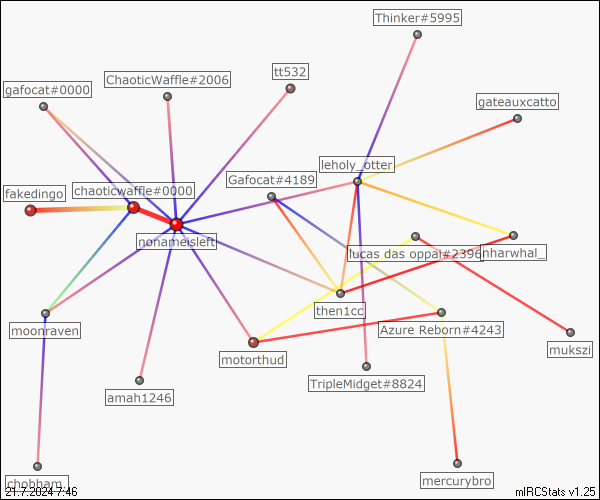 Thinker#5995
tt532
ChaoticWaffle#2006
gafocat#0000
gateauxcatto
leholy_otter
Gafocat#4189
chaoticwaffle#0000
fakedingo
nonameisleft
lucas das oppai#2396
nharwhal_
then1cc
moonraven
Azure Reborn#4243
mukszi
motorthud
TripleMidget#8824
amah1246
chobham_
mercurybro
21.7.2024 7:46
mIRCStats v1.25